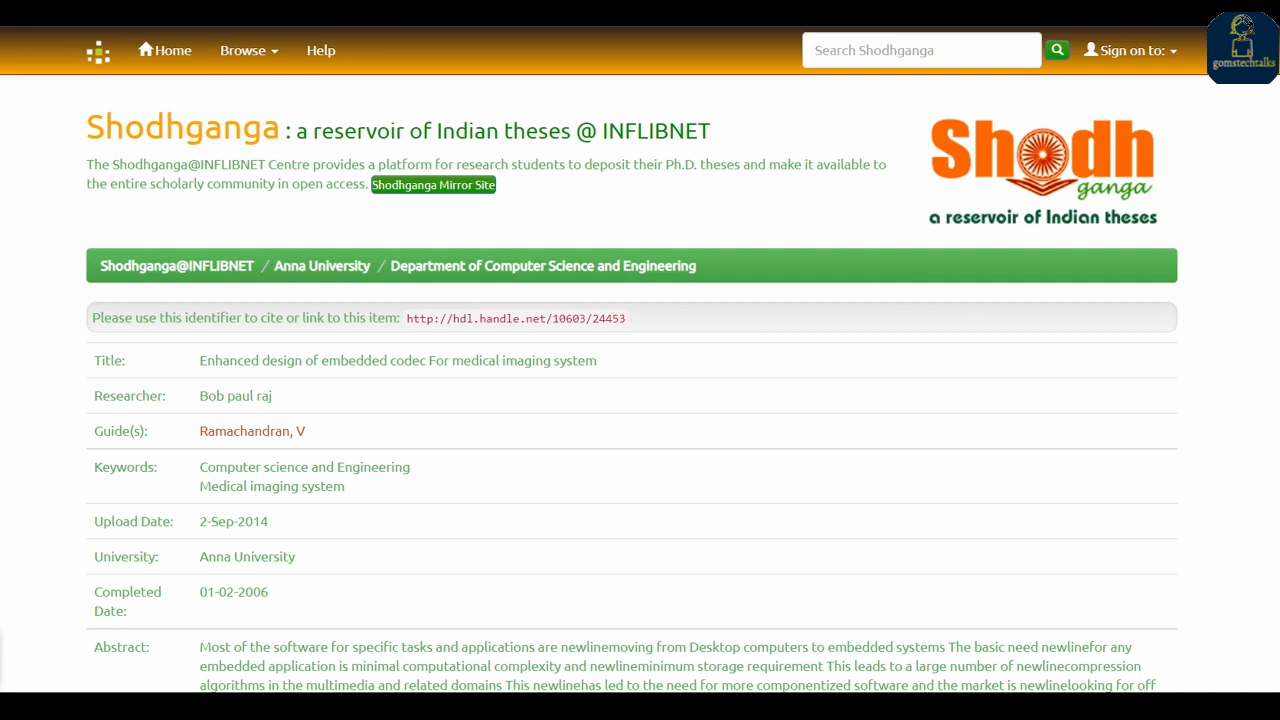 Home Browse Help Search Shodhganga Sign on to:
gomstechtalks
Shodhganga : a reservoir of Indian theses @ INFLIBNET
The Shodhganga@INFLIBNET Centre provides a platform for research students to deposit their Ph.D. theses and make it available to
the entire scholarly community in open access. Shodhganga Mirror Site
Shodh
ganga
a reservoir of Indian theses
Shodhganga@INFLIBNET / Anna University / Department of Computer Science and Engineering
Please use this identifier to cite or link to this item: http://hdl.handle.net/10603/24453
Title: Enhanced design of embedded codec For medical imaging system
Researcher: Bob paul raj
Guide(s): Ramachandran, V
Keywords: Computer science and Engineering
Medical imaging system
Upload Date: 2-Sep-2014
University: Anna University
Completed 01-02-2006
Date:
Abstract: Most of the software for specific tasks and applications are newlinemoving from Desktop computers to embedded systems The basic need newlinefor any
embedded application is minimal computational complexity and newlineminimum storage requirement This leads to a large number of newlinecompression
algorithms in the multimedia and related domains This newlinehas led to the need for more componentized software and the market is newlinelooking for off